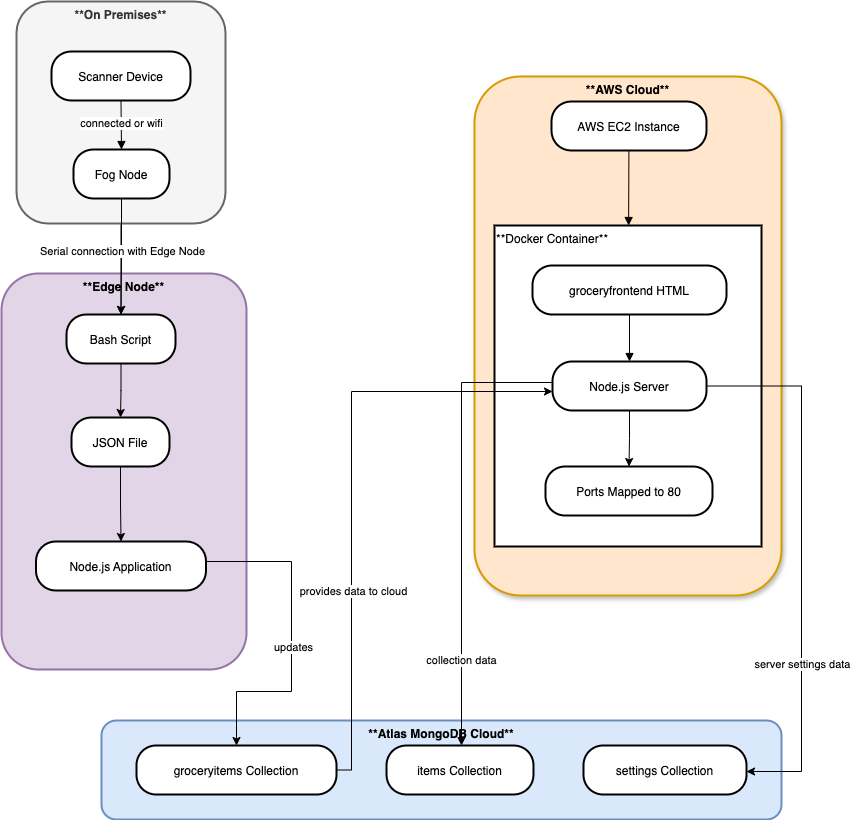 **On Premises**
Scanner Device
connected or wifi
Fog Node
Serial connection with Edge Node
**Edge Node**
Bash Script
JSON File
Node.js Application
updates
provides data to cloud
**AWS Cloud**
AWS EC2 Instance
**Docker Container**
groceryfrontend HTML
Node.js Server
Ports Mapped to 80
collection data
server settings data
**Atlas MongoDB Cloud**
groceryitems Collection
items Collection
settings Collection